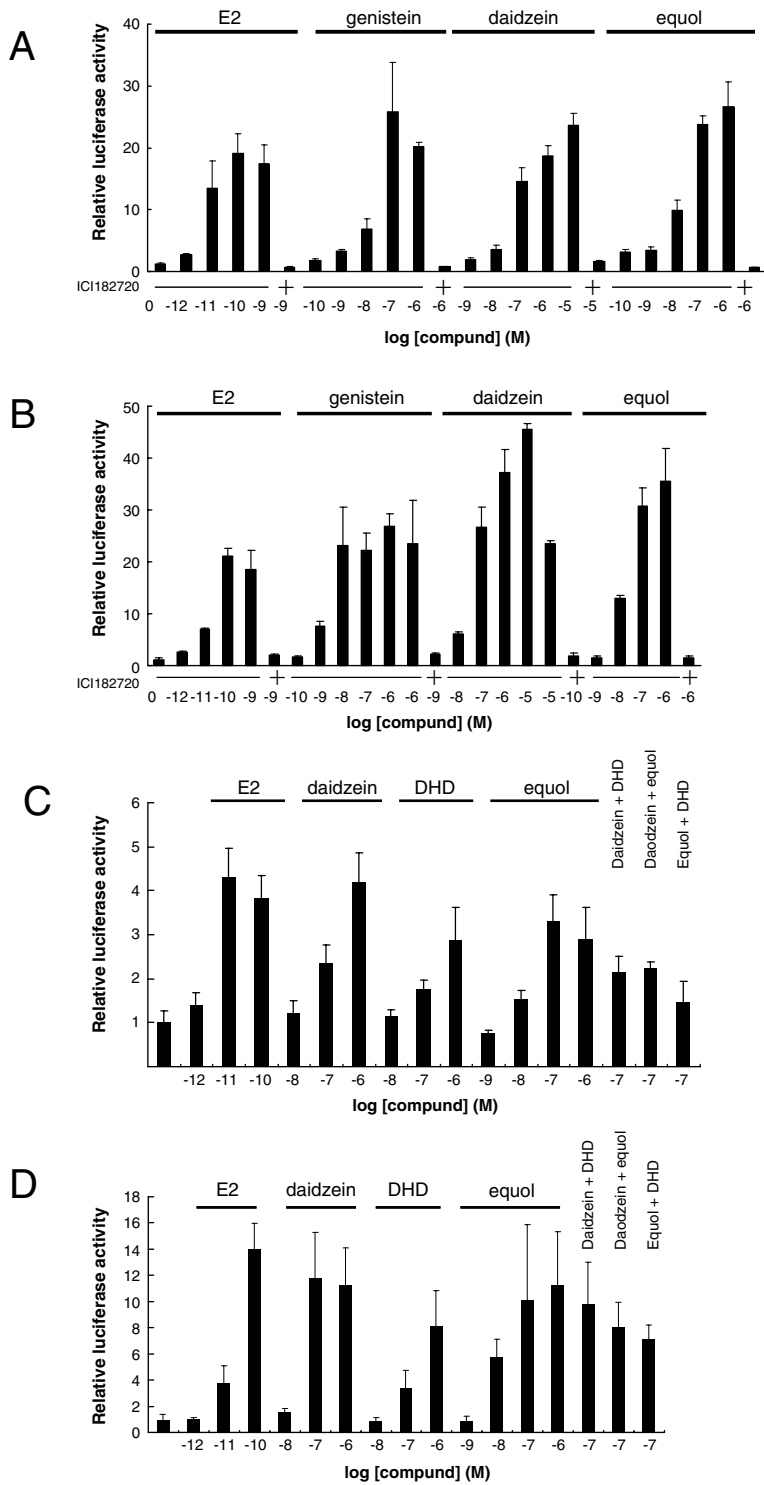 A
E2 genistein daidzein equol
Relative luciferase activity
40
30
20
10
0
ICI182720 + + + +
0 -12 -11 -10 -9 -9 -10 -9 -8 -7 -6 -6 -9 -8 -7 -6 -5 -5 -10 -9 -8 -7 -6 -6
log [compund] (M)
B
E2 genistein daidzein equol
Relative luciferase activity
50
40
30
20
10
0
ICI182720 + + + +
0 -12 -11 -10 -9 -9 -10 -9 -8 -7 -6 -9 -8 -7 -6 -5 -5 -10 -9 -8 -7 -6 -6
log [compund] (M)
C
E2 daidzein DHD equol
Daidzein + DHD
Daodzein + equol
Equol + DHD
Relative luciferase activity
6
5
4
3
2
1
-12 -11 -10 -8 -7 -6 -8 -7 -6 -9 -8 -7 -6 -7 -7 -7
log [compund] (M)
D
E2 daidzein DHD equol
Daidzein + DHD
Daodzein + equol
Equol + DHD
Relative luciferase activity
18
16
14
12
10
8
6
4
2
0
-12 -11 -10 -8 -7 -6 -8 -7 -6 -9 -8 -7 -6 -7 -7 -7
log [compund] (M)